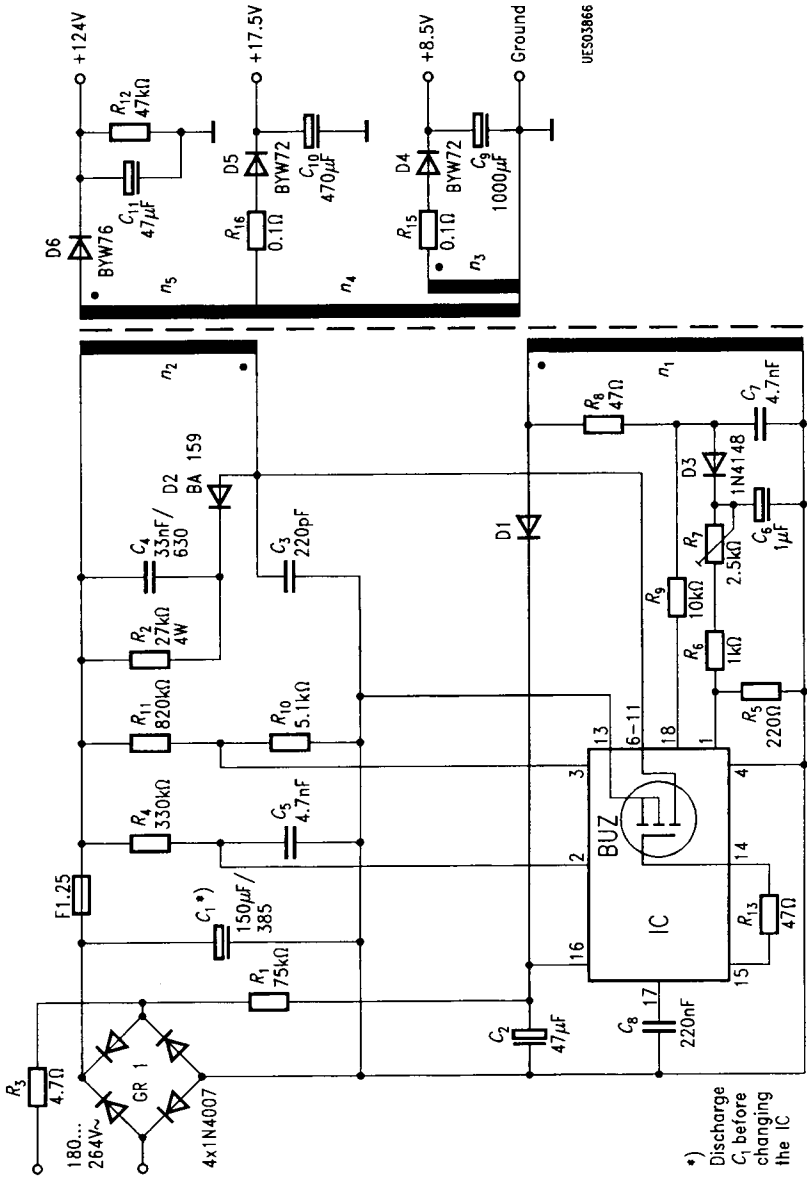 R3
4.7Ω
180...
264V~
GR 1
4x1N4007
F1.25
C1*)
150µF/
385
R1
75kΩ
R4
330kΩ
C5
4.7nF
R11
820kΩ
R10
5.1kΩ
R2
27kΩ
4W
C4
33nF/
630
D2
BA 159
C3
220pF
n2
D6
BYW76
n5
C11
47µF
R12
47kΩ
+124V
R16
0.1Ω
D5
BYW72
C10
470µF
+17.5V
n4
R15
0.1Ω
D4
BYW72
C9
1000µF
+8.5V
n3
Ground
UES03866
C2
47µF
D1
R8
47Ω
n1
C7
4.7nF
D3
1N4148
R7
2.5kΩ
C6
1µF
R9
10kΩ
R6
1kΩ
R5
220Ω
16
2
3
13
6-11
18
1
BUZ
IC
17
15
14
4
C8
220nF
R13
47Ω
*)
Discharge
C1 before
changing
the IC